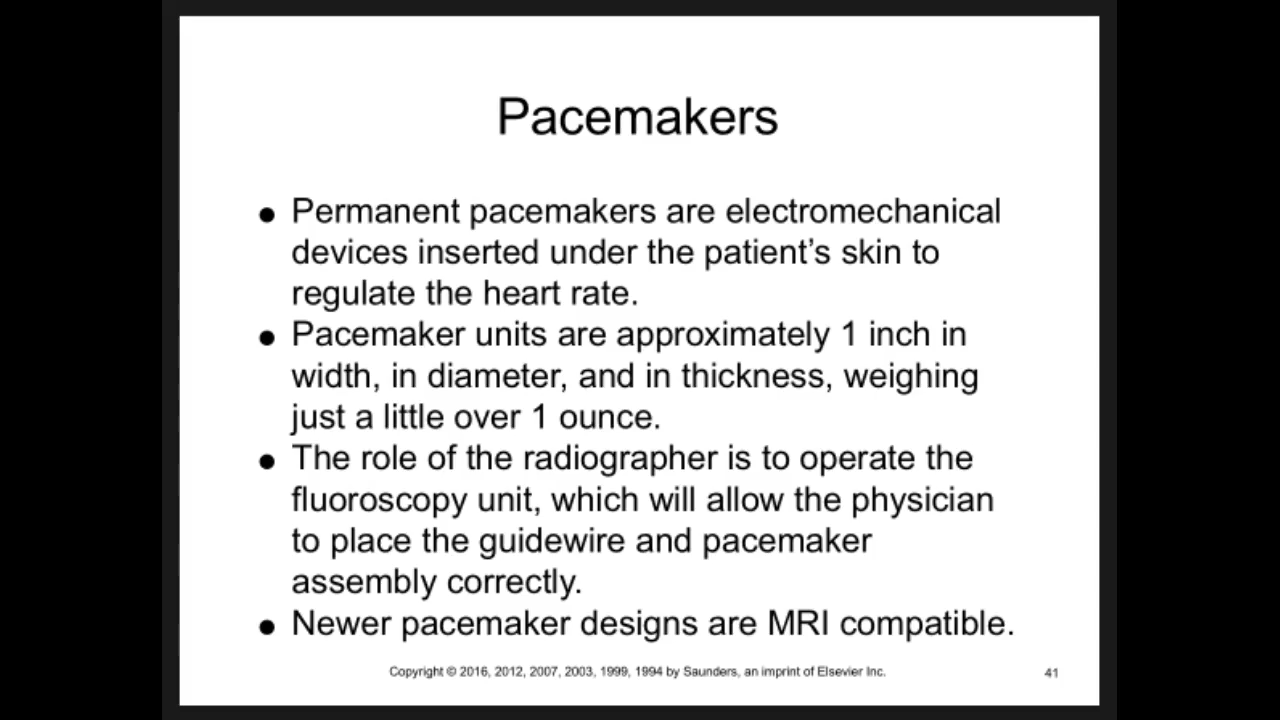 Pacemakers
● Permanent pacemakers are electromechanical
devices inserted under the patient’s skin to
regulate the heart rate.
● Pacemaker units are approximately 1 inch in
width, in diameter, and in thickness, weighing
just a little over 1 ounce.
● The role of the radiographer is to operate the
fluoroscopy unit, which will allow the physician
to place the guidewire and pacemaker
assembly correctly.
● Newer pacemaker designs are MRI compatible.
Copyright © 2016, 2012, 2007, 2003, 1999, 1994 by Saunders, an imprint of Elsevier Inc.
41